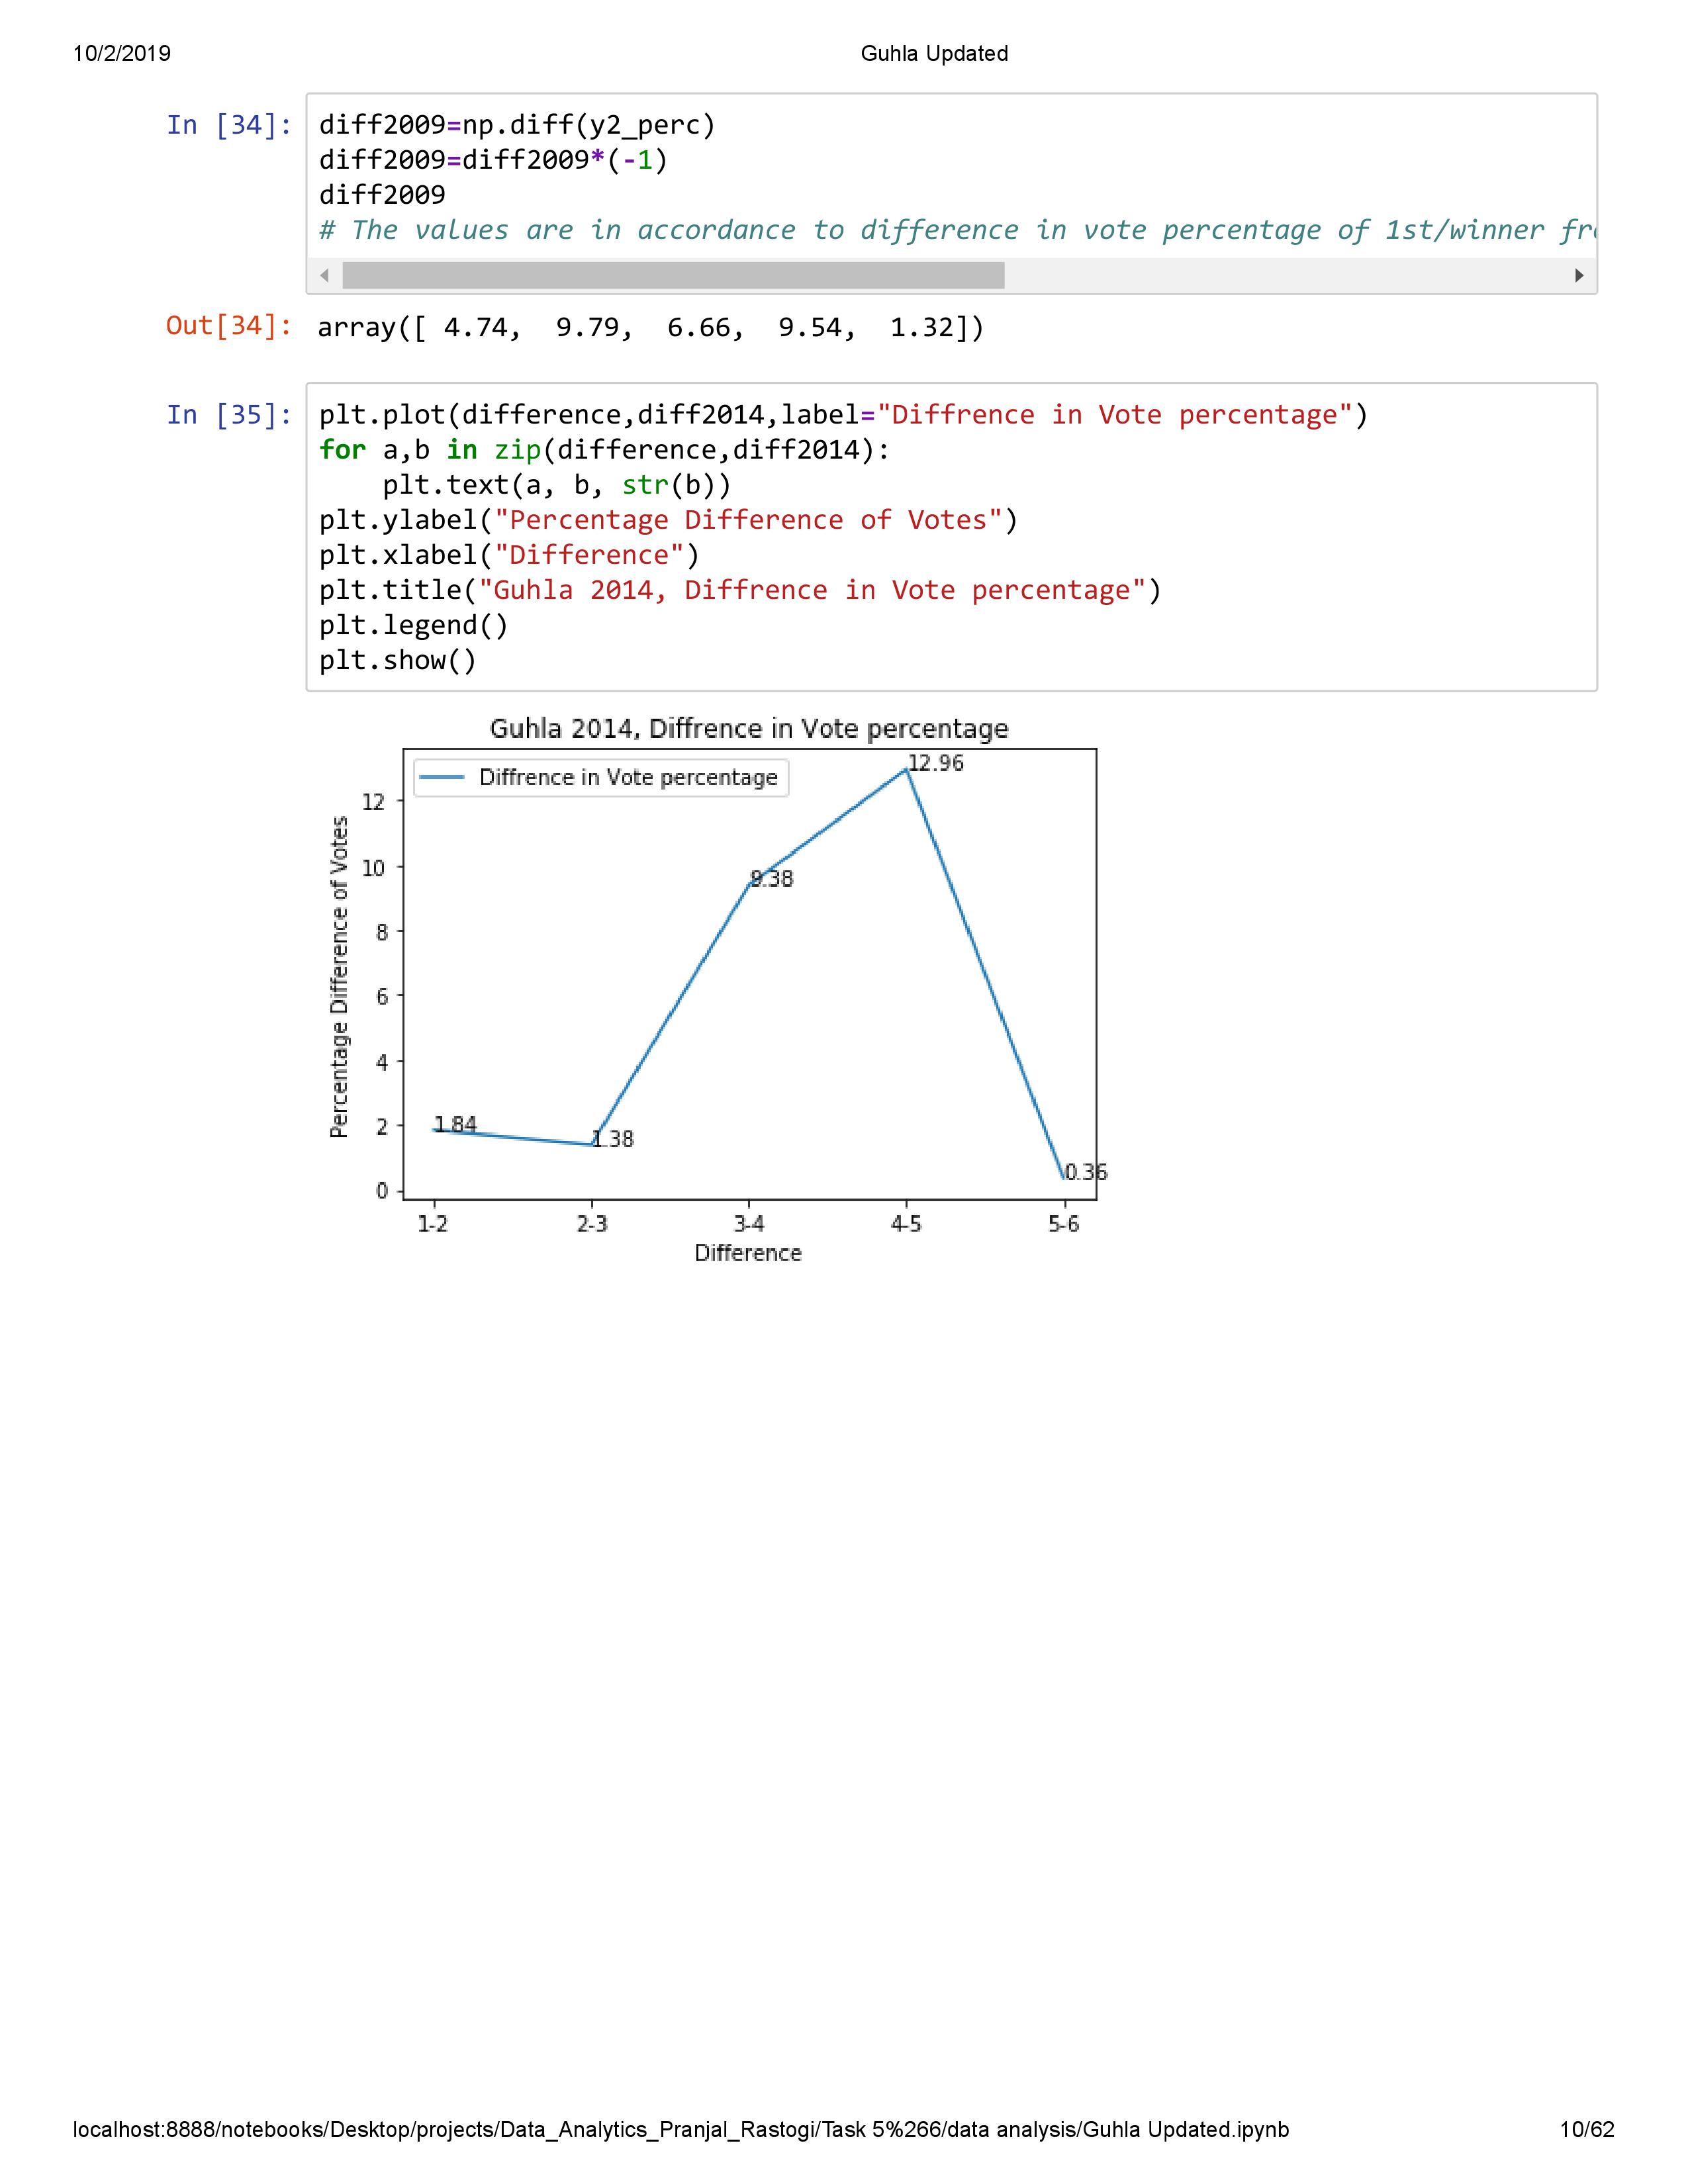 10/2/2019 Guhla Updated
In [34]: diff2009=np.diff(y2_perc)
diff2009=diff2009*(-1)
diff2009
# The values are in accordance to difference in vote percentage of 1st/winner
Out[34]: array([ 4.74,  9.79,  6.66,  9.54,  1.32])
In [35]: plt.plot(difference,diff2014,label="Diffrence in Vote percentage")
for a,b in zip(difference,diff2014):
    plt.text(a, b, str(b))
plt.ylabel("Percentage Difference of Votes")
plt.xlabel("Difference")
plt.title("Guhla 2014, Diffrence in Vote percentage")
plt.legend()
plt.show()
Guhla 2014, Diffrence in Vote percentage
Diffrence in Vote percentage
Percentage Difference of Votes
12
10
8
6
4
2
0
1.84
1.38
9.38
12.96
0.36
1-2 2-3 3-4 4-5 5-6
Difference
localhost:8888/notebooks/Desktop/projects/Data_Analytics_Pranjal_Rastogi/Task 5%266/data analysis/Guhla Updated.ipynb 10/62